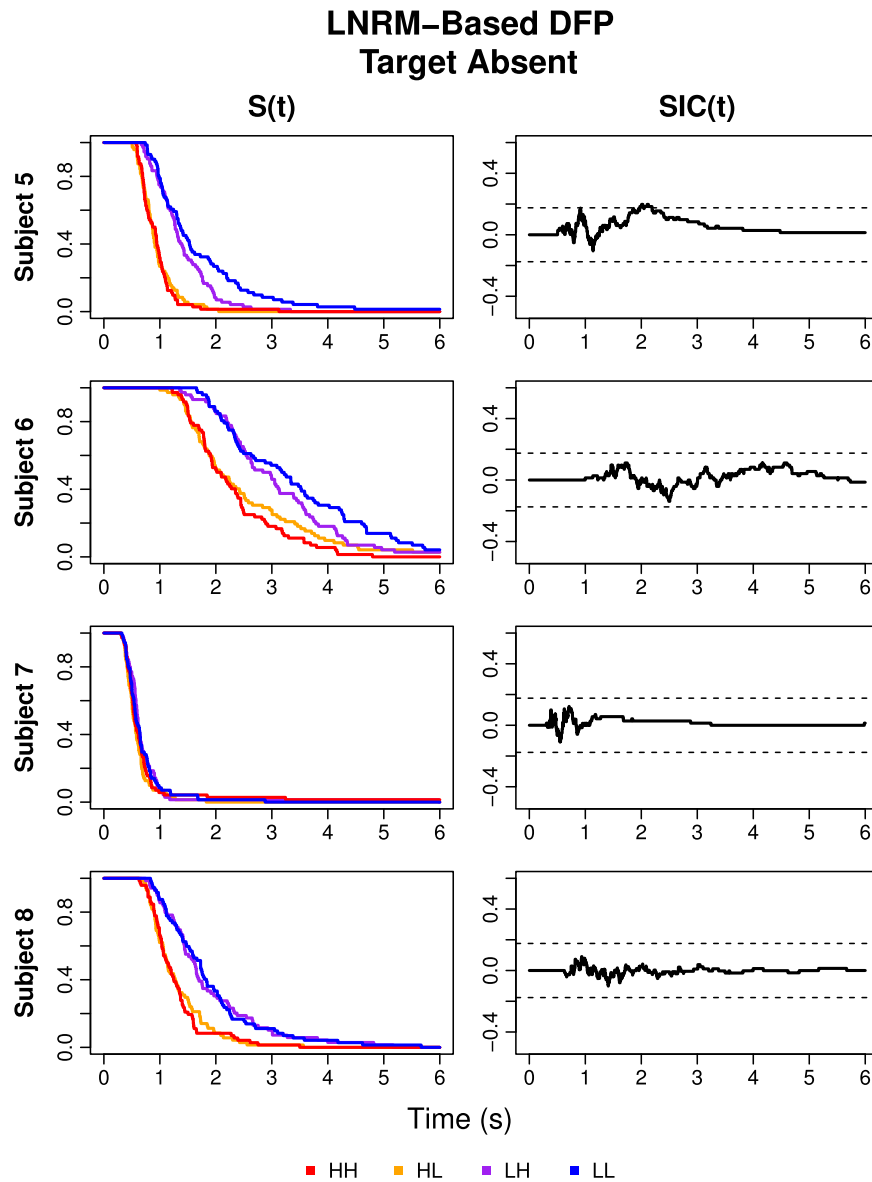 LNRM−Based DFP
Target Absent
S(t) SIC(t)
Subject 5
0.0 0.4 0.8
0 1 2 3 4 5 6
−0.4 0.0 0.4
0 1 2 3 4 5 6
Subject 6
0.0 0.4 0.8
0 1 2 3 4 5 6
−0.4 0.0 0.4
0 1 2 3 4 5 6
Subject 7
0.0 0.4 0.8
0 1 2 3 4 5 6
−0.4 0.0 0.4
0 1 2 3 4 5 6
Subject 8
0.0 0.4 0.8
0 1 2 3 4 5 6
−0.4 0.0 0.4
0 1 2 3 4 5 6
Time (s)
HH HL LH LL